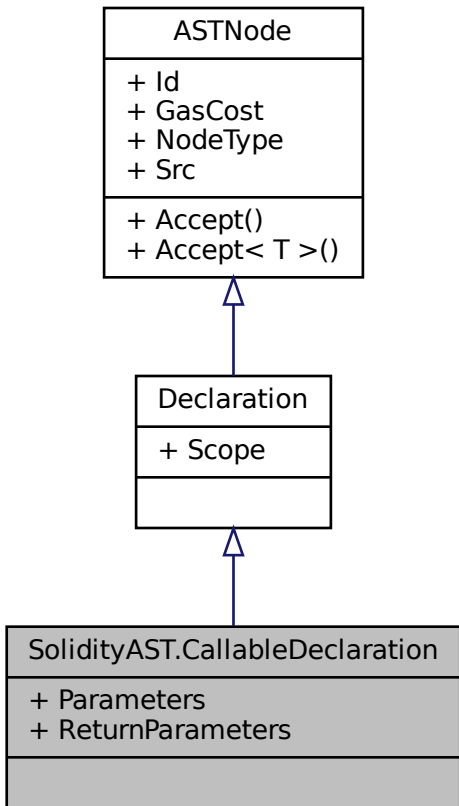 ASTNode
+ Id
+ GasCost
+ NodeType
+ Src
+ Accept()
+ Accept< T >()
Declaration
+ Scope
SolidityAST.CallableDeclaration
+ Parameters
+ ReturnParameters